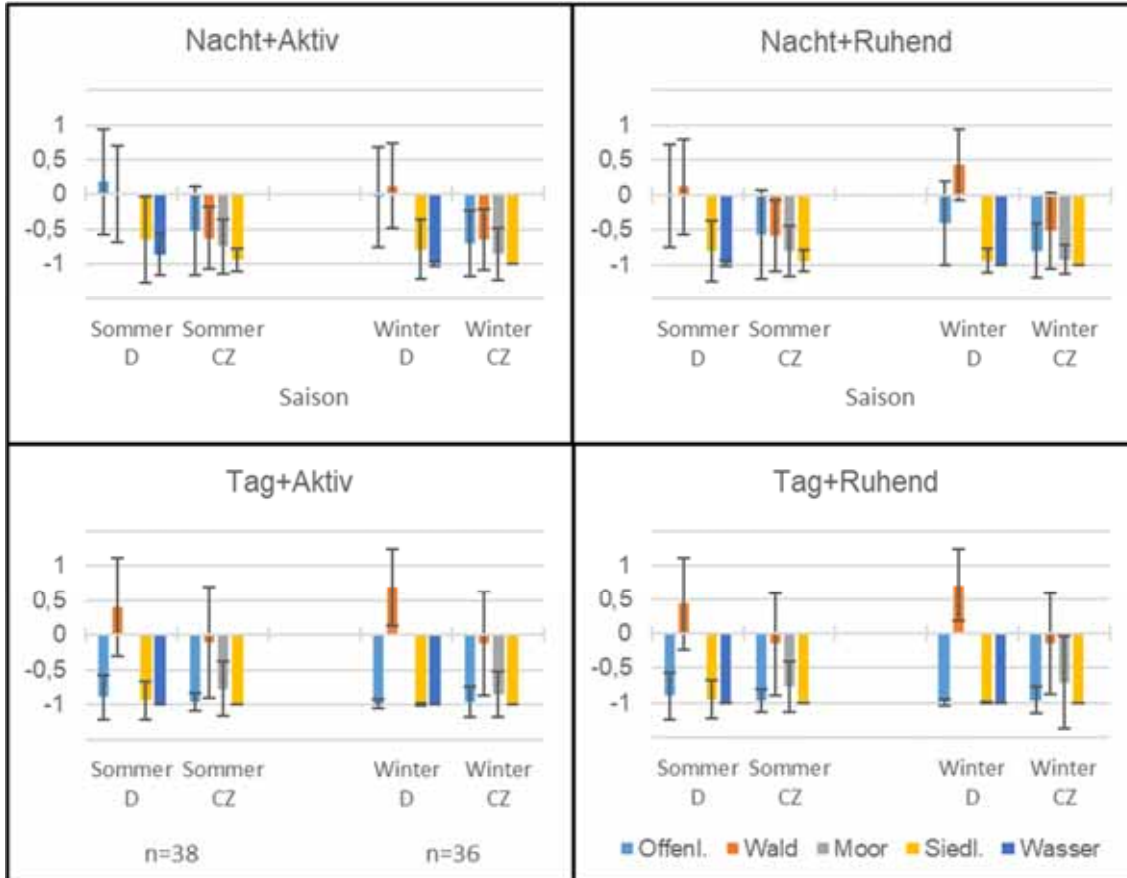 Nacht+Aktiv
1
0,5
0
-0,5
-1
Sommer D
Sommer CZ
Winter D
Winter CZ
Saison
Nacht+Ruhend
1
0,5
0
-0,5
-1
Sommer D
Sommer CZ
Winter D
Winter CZ
Saison
Tag+Aktiv
1
0,5
0
-0,5
-1
Sommer D
Sommer CZ
Winter D
Winter CZ
n=38 n=36
Tag+Ruhend
1
0,5
0
-0,5
-1
Sommer D
Sommer CZ
Winter D
Winter CZ
Offenl. Wald Moor Siedl. Wasser